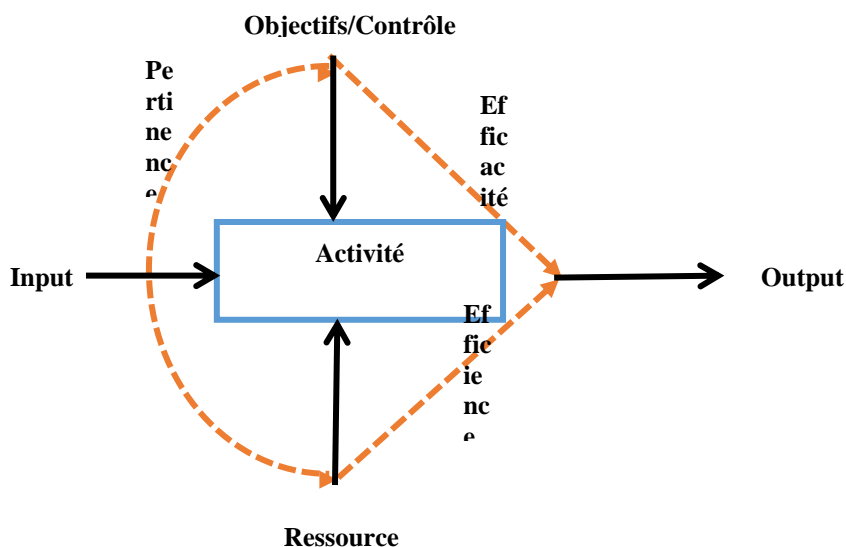 Objectifs/Contrôle
Pe
rti
ne
nc
e
Ef
fic
ac
ité
Activité
Input
Output
Ef
fic
ie
nc
e
Ressource